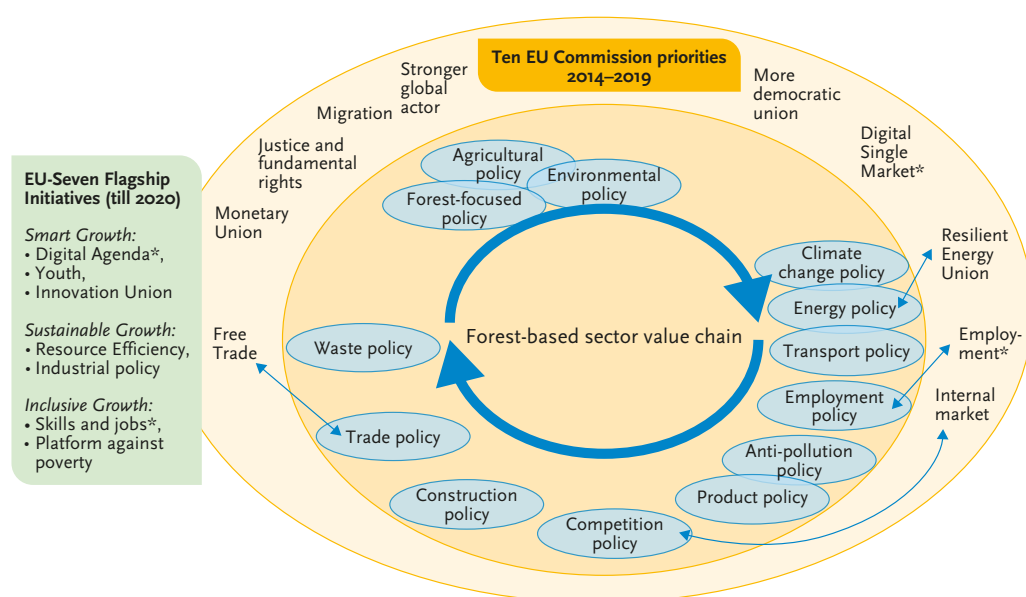 Ten EU Commission priorities
2014–2019
Stronger
global
actor
Migration
Justice and
fundamental
rights
Monetary
Union
Free
Trade
More
democratic
union
Digital
Single
Market*
Resilient
Energy
Union
Employ-
ment*
Internal
market
EU-Seven Flagship
Initiatives (till 2020)
Smart Growth:
• Digital Agenda*,
• Youth,
• Innovation Union
Sustainable Growth:
• Resource Efficiency,
• Industrial policy
Inclusive Growth:
• Skills and jobs*,
• Platform against
poverty
Agricultural
policy
Environmental
policy
Forest-focused
policy
Climate
change policy
Energy policy
Transport policy
Employment
policy
Anti-pollution
policy
Product policy
Competition
policy
Construction
policy
Trade policy
Waste policy
Forest-based sector value chain